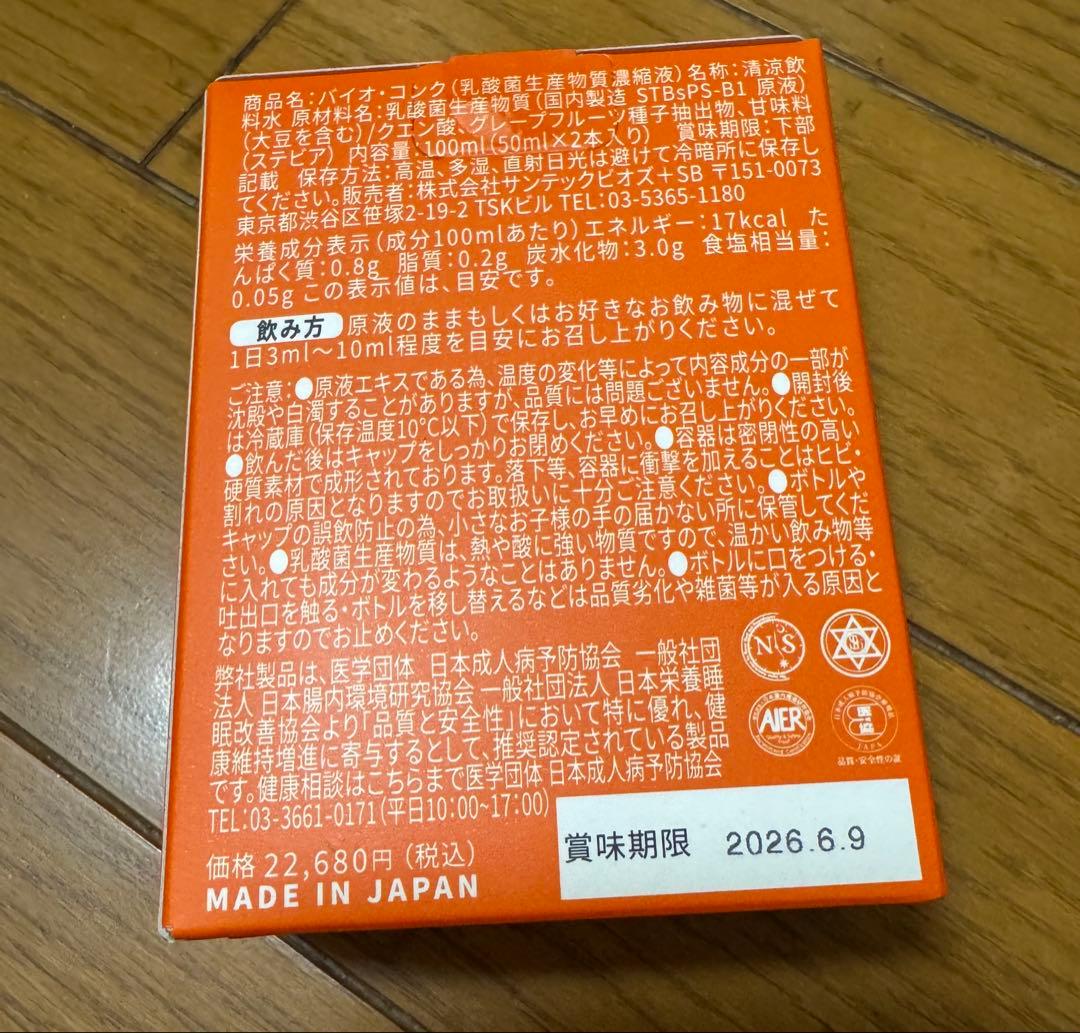 商品名：バイオ・コンク（乳酸菌生産物質濃縮液）名称：清涼飲
料水 原材料名：乳酸菌生産物質（国内製造 STBsPS-B1 原液）
（大豆を含む）/クエン酸、グレープフルーツ種子抽出物、甘味料
（ステビア） 内容量：100ml（50ml×2本入り） 賞味期限：下部
記載 保存方法：高温、多湿、直射日光は避けて冷暗所に保存し
てください。販売者：株式会社サンテックビオズ＋SB 〒151-0073
東京都渋谷区笹塚2-19-2 TSKビル TEL：03-5365-1180
栄養成分表示（成分100mlあたり）エネルギー：17kcal た
んぱく質：0.8g 脂質：0.2g 炭水化物：3.0g 食塩相当量：
0.05g この表示値は、目安です。
飲み方 原液のままもしくはお好きなお飲み物に混ぜて
1日3ml～10ml程度を目安にお召し上がりください。
ご注意：●原液エキスである為、温度の変化等によって内容成分の一部が
沈殿や白濁することがありますが、品質には問題ございません。●開封後
は冷蔵庫（保存温度10℃以下）で保存し、お早めにお召し上がりください。
●飲んだ後はキャップをしっかりお閉めください。●容器は密閉性の高い
硬質素材で成形されております。落下等、容器に衝撃を加えることはヒビ・
割れの原因となりますのでお取扱いに十分ご注意ください。●ボトルや
キャップの誤飲防止の為、小さなお子様の手の届かない所に保管してくだ
さい。●乳酸菌生産物質は、熱や酸に強い物質ですので、温かい飲み物等
に入れても成分が変わるようなことはありません。●ボトルに口をつける・
吐出口を触る・ボトルを移し替えるなどは品質劣化や雑菌等が入る原因と
なりますのでお止めください。
弊社製品は、医学団体 日本成人病予防協会 一般社団
法人 日本腸内環境研究協会 一般社団法人 日本栄養睡
眠改善協会より「品質と安全性」において特に優れ、健
康維持増進に寄与するとして、推奨認定されている製品
です。健康相談はこちらまで医学団体 日本成人病予防協会
TEL：03-3661-0171（平日10：00~17：00）
N S
AIER
JAPA
品質・安全性の証
価格 22,680円（税込）
MADE IN JAPAN
賞味期限 2026.6.9